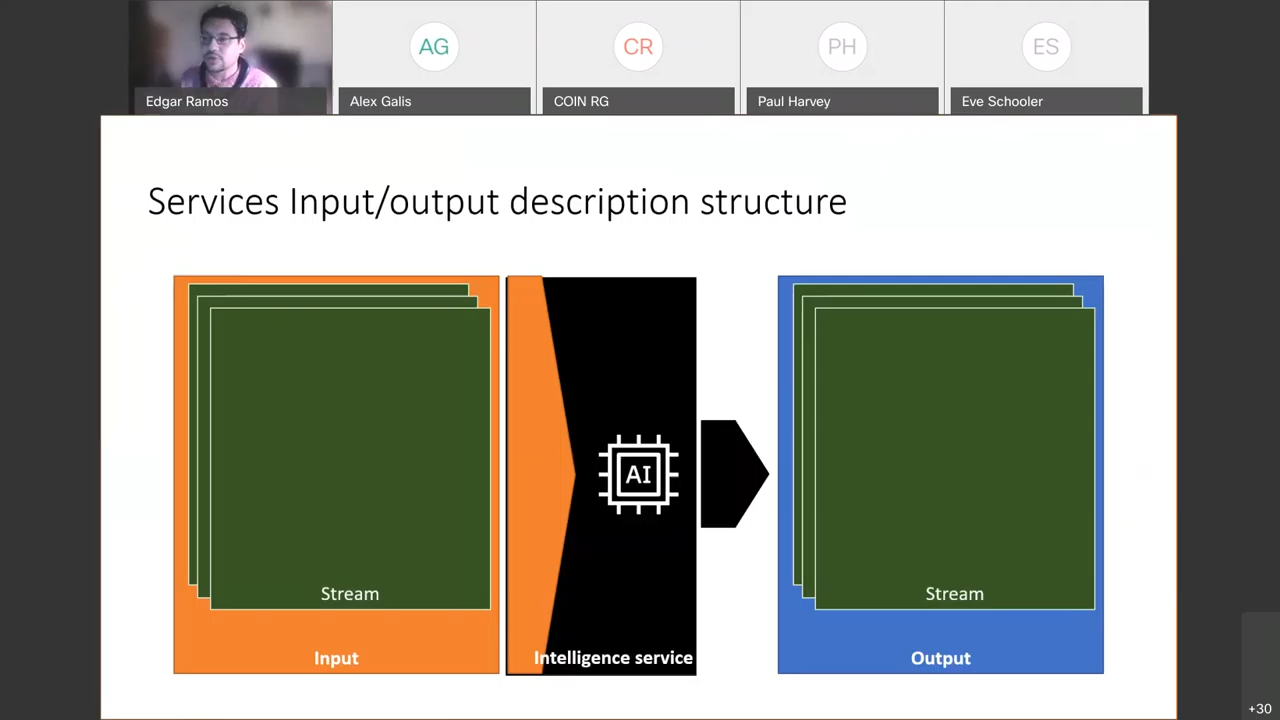 AG
CR
PH
ES
Edgar Ramos
Alex Galis
COIN RG
Paul Harvey
Eve Schooler
Services Input/output description structure
AI
Stream
Stream
Input
Intelligence service
Output
+30